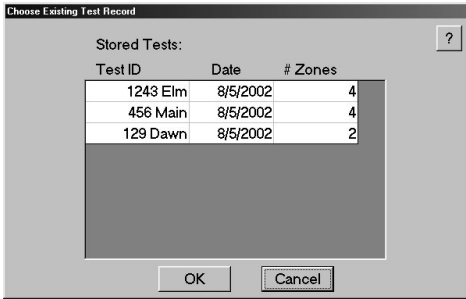 Choose Existing Test Record
?
Stored Tests:
Test ID Date # Zones
1243 Elm 8/5/2002 4
456 Main 8/5/2002 4
129 Dawn 8/5/2002 2
OK Cancel